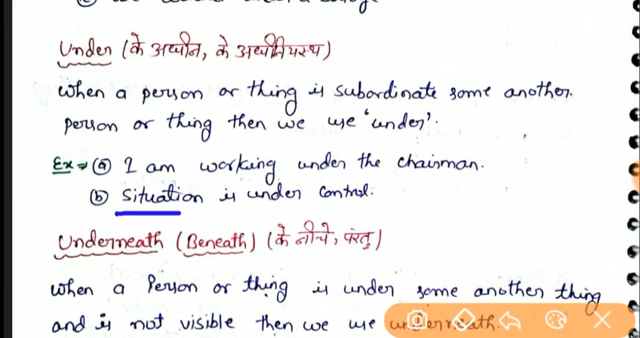 Under (के अधीन, के अधीनस्थ)
when a person or thing is subordinate some another
person or thing then we use 'under'.
Ex→ (a) I am working under the chairman.
(b) Situation is under control.
Underneath (Beneath) (के नीचे, परंतु)
when a Person or thing is under some another thing
and is not visible then we use underneath.